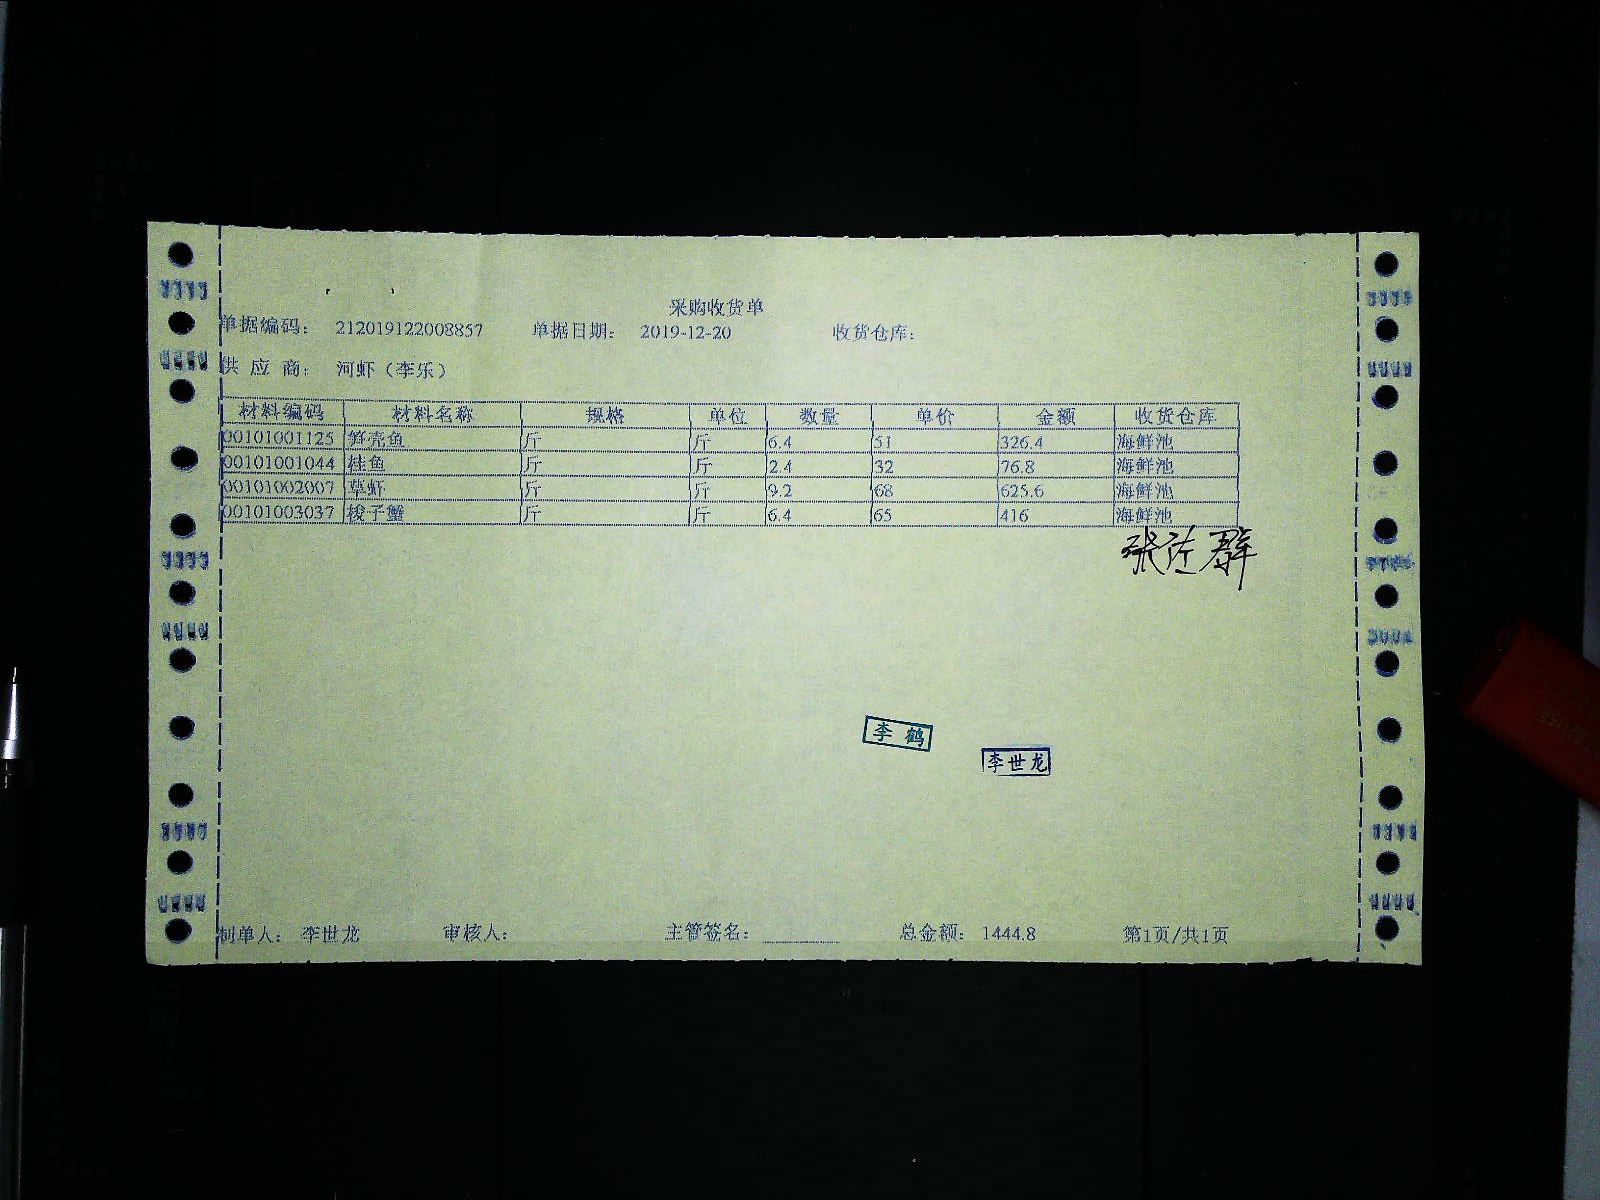 采购收货单
单据编码： 212019122008857 单据日期： 2019-12-20 收货仓库：
供应商： 河虾（李乐）
材料编码 材料名称 规格 单位 数量 单价 金额 收货仓库
00101001125 笋壳鱼 斤 斤 6.4 51 326.4 海鲜池
00101001044 桂鱼 斤 斤 2.4 32 76.8 海鲜池
00101002007 草虾 斤 斤 9.2 68 625.6 海鲜池
00101003037 梭子蟹 斤 斤 6.4 65 416 海鲜池
张 群
李鹤
李世龙
制单人： 李世龙 审核人： 主管签名： 总金额： 1444.8 第1页/共1页